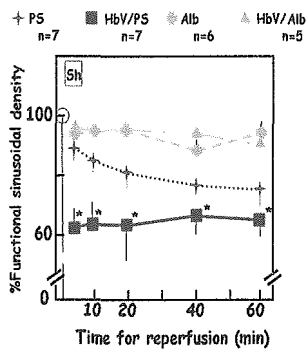 PS HbV/PS Alb HbV/Alb
n=7 n=7 n=6 n=5
Sh
%Functional sinusoidal density
100
60
0
* * * * *
10 20 40 60
Time for reperfusion (min)